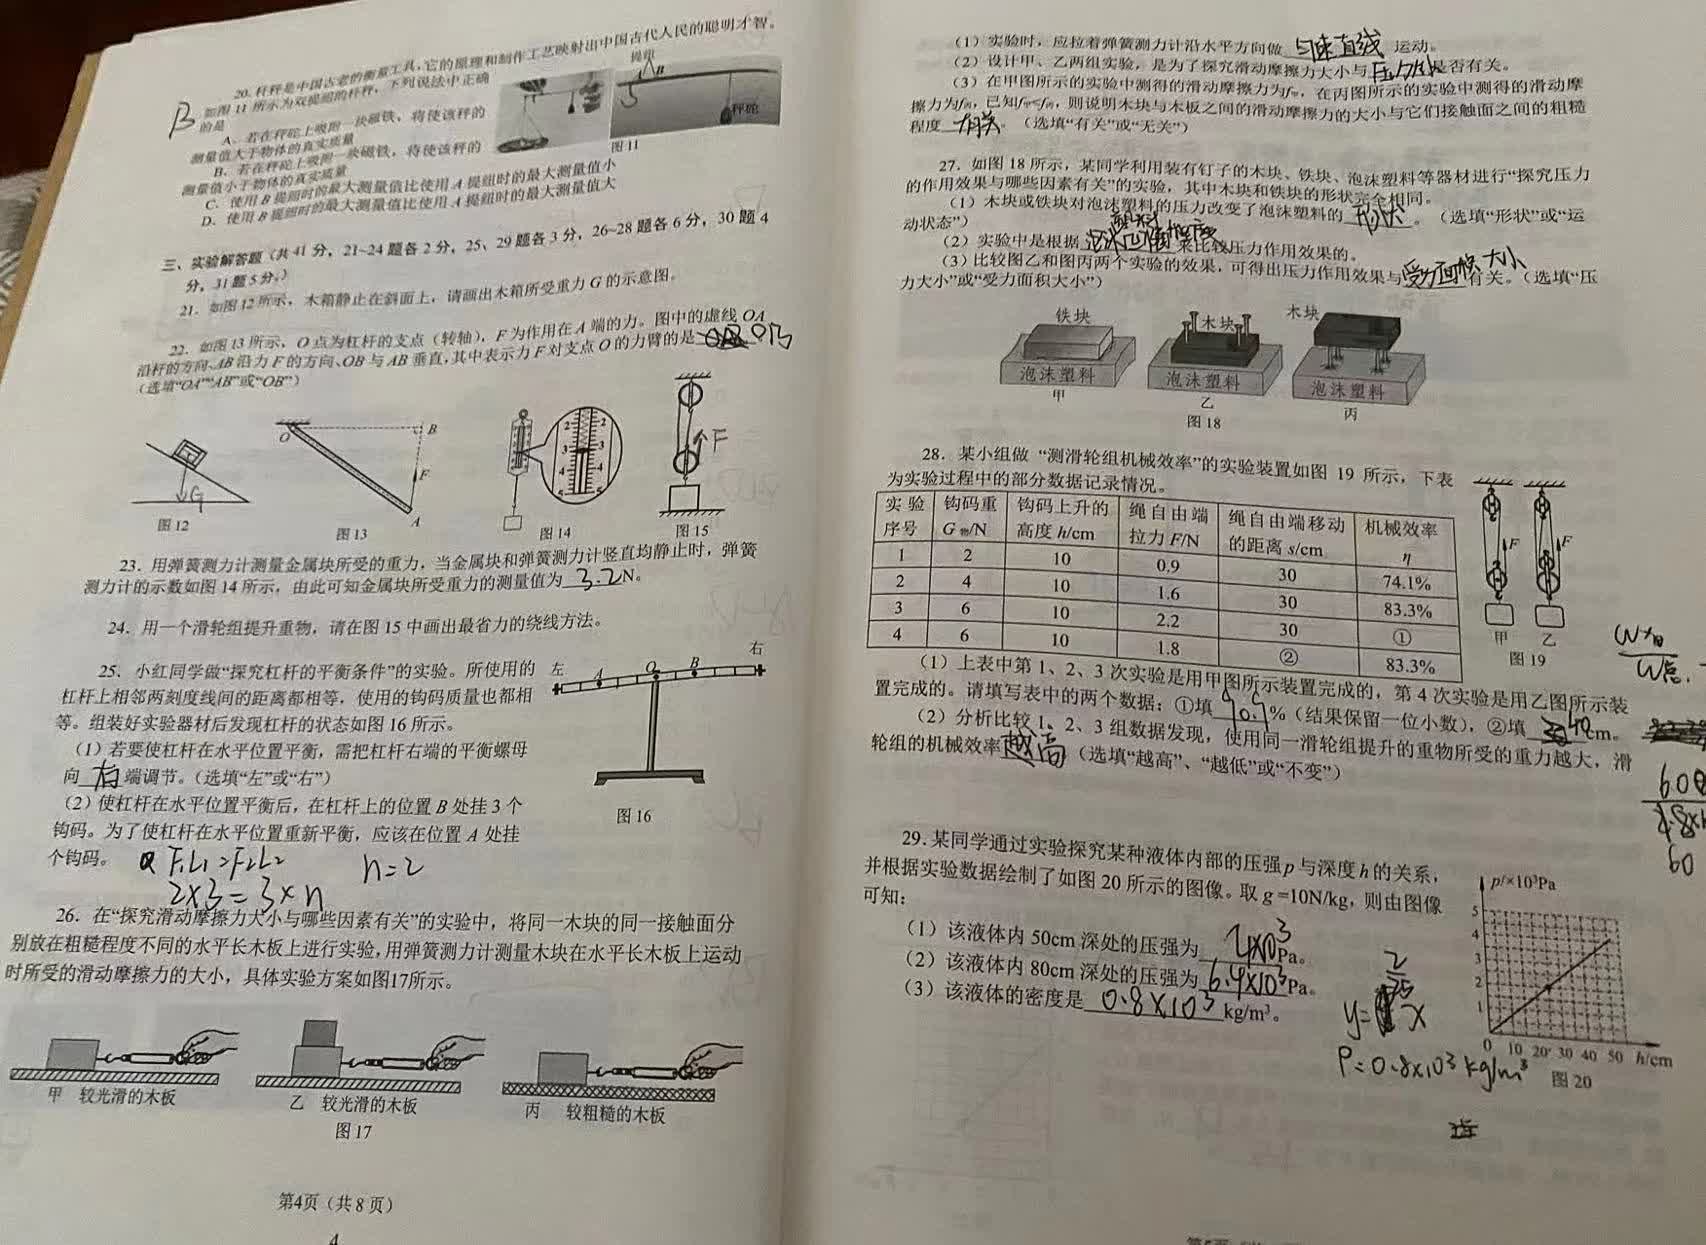 20. 杆秤是中国古老的衡量工具,它的原理和制作工艺映射出中国古代人民的聪明才智。
如图 11 所示为双提纽的杆秤,下列说法中正确
的是
B
A. 若在秤砣上吸附一块磁铁,将使该秤的
测量值大于物体的真实质量
B. 若在秤砣上吸附一块磁铁,将使该秤的
测量值小于物体的真实质量
C. 使用 B 提纽时的最大测量值比使用 A 提纽时的最大测量值小
D. 使用 B 提纽时的最大测量值比使用 A 提纽时的最大测量值大
提纽
A B
秤砣
图 11
三、实验解答题(共 41 分,21~24 题各 2 分,25、29 题各 3 分,26~28 题各 6 分,30 题 4
分,31 题 5 分。)
21. 如图 12 所示,木箱静止在斜面上,请画出木箱所受重力 G 的示意图。
22. 如图 13 所示,O 点为杠杆的支点(转轴),F 为作用在 A 端的力。图中的虚线 OA
沿杆的方向、AB 沿力 F 的方向、OB 与 AB 垂直,其中表示力 F 对支点 O 的力臂的是 OB
(选填“OA”“AB”或“OB”)
G
图 12
O B F A
图 13
2 2
3 3
4 4
5 5
图 14
F
图 15
23. 用弹簧测力计测量金属块所受的重力,当金属块和弹簧测力计竖直均静止时,弹簧
测力计的示数如图 14 所示,由此可知金属块所受重力的测量值为 3.2 N。
24. 用一个滑轮组提升重物,请在图 15 中画出最省力的绕线方法。
25. 小红同学做“探究杠杆的平衡条件”的实验。所使用的
杠杆上相邻两刻度线间的距离都相等,使用的钩码质量也都相
等。组装好实验器材后发现杠杆的状态如图 16 所示。
(1)若要使杠杆在水平位置平衡,需把杠杆右端的平衡螺母
向 右 端调节。(选填“左”或“右”)
(2)使杠杆在水平位置平衡后,在杠杆上的位置 B 处挂 3 个
钩码。为了使杠杆在水平位置重新平衡,应该在位置 A 处挂
个钩码。
F₁L₁=F₂L₂ n=2
2×3=3×n
左 A O B 右
图 16
26. 在“探究滑动摩擦力大小与哪些因素有关”的实验中,将同一木块的同一接触面分
别放在粗糙程度不同的水平长木板上进行实验,用弹簧测力计测量木块在水平长木板上运动
时所受的滑动摩擦力的大小,具体实验方案如图17所示。
甲 较光滑的木板
乙 较光滑的木板
丙 较粗糙的木板
图 17
第4页(共 8 页)
4
(1)实验时,应拉着弹簧测力计沿水平方向做 匀速直线 运动。
(2)设计甲、乙两组实验,是为了探究滑动摩擦力大小与 压力大小 是否有关。
(3)在甲图所示的实验中测得的滑动摩擦力为f甲,在丙图所示的实验中测得的滑动摩
擦力为f丙,已知f甲<f丙,则说明木块与木板之间的滑动摩擦力的大小与它们接触面之间的粗糙
程度 有关 。(选填“有关”或“无关”)
27. 如图 18 所示,某同学利用装有钉子的木块、铁块、泡沫塑料等器材进行“探究压力
的作用效果与哪些因素有关”的实验,其中木块和铁块的形状完全相同。
(1)木块或铁块对泡沫塑料的压力改变了泡沫塑料的 形状 。(选填“形状”或“运
动状态”)
(2)实验中是根据 来比较压力作用效果的。
(3)比较图乙和图丙两个实验的效果,可得出压力作用效果与 受力面积大小 有关。(选填“压
力大小”或“受力面积大小”)
铁块
泡沫塑料
甲
木块
泡沫塑料
乙
木块
泡沫塑料
丙
图 18
28. 某小组做 “测滑轮组机械效率”的实验装置如图 19 所示,下表
为实验过程中的部分数据记录情况。
实验序号 钩码重 G物/N 钩码上升的高度 h/cm 绳自由端拉力 F/N 绳自由端移动的距离 s/cm 机械效率 η
1 2 10 0.9 30 74.1%
2 4 10 1.6 30 83.3%
3 6 10 2.2 30 ①
4 6 10 1.8 ② 83.3%
F F
甲 乙
图 19
(1)上表中第 1、2、3 次实验是用甲图所示装置完成的,第 4 次实验是用乙图所示装
置完成的。请填写表中的两个数据:①填 90.9 %(结果保留一位小数),②填 40 cm。
(2)分析比较 1、2、3 组数据发现,使用同一滑轮组提升的重物所受的重力越大,滑
轮组的机械效率 越高 (选填“越高”、“越低”或“不变”)
W有
W总
60
29. 某同学通过实验探究某种液体内部的压强 p 与深度 h 的关系,
并根据实验数据绘制了如图 20 所示的图像。取 g =10N/kg,则由图像
可知:
(1)该液体内 50cm 深处的压强为 4×10³ Pa。
(2)该液体内 80cm 深处的压强为 6.4×10³ Pa。
(3)该液体的密度是 0.8×10³ kg/m³。
y= 2/25 x
P=0.8×10³ kg/m³
p/×10³Pa
5
4
3
2
1
0 10 20 30 40 50 h/cm
图 20